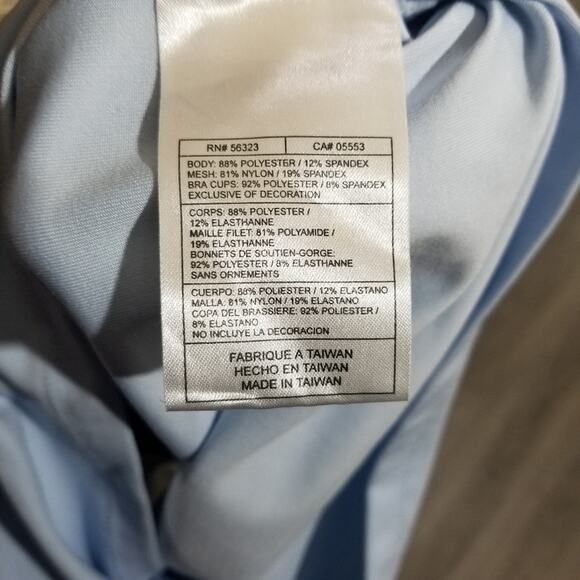 RN# 56323 CA# 05553
BODY: 88% POLYESTER / 12% SPANDEX
MESH: 81% NYLON / 19% SPANDEX
BRA CUPS: 92% POLYESTER / 8% SPANDEX
EXCLUSIVE OF DECORATION
CORPS: 88% POLYESTER /
12% ELASTHANNE
MAILLE FILET: 81% POLYAMIDE /
19% ELASTHANNE
BONNETS DE SOUTIEN-GORGE:
92% POLYESTER / 8% ELASTHANNE
SANS ORNEMENTS
CUERPO: 88% POLIESTER / 12% ELASTANO
MALLA: 81% NYLON / 19% ELASTANO
COPA DEL BRASSIERE: 92% POLIESTER /
8% ELASTANO
NO INCLUYE LA DECORACION
FABRIQUE A TAIWAN
HECHO EN TAIWAN
MADE IN TAIWAN